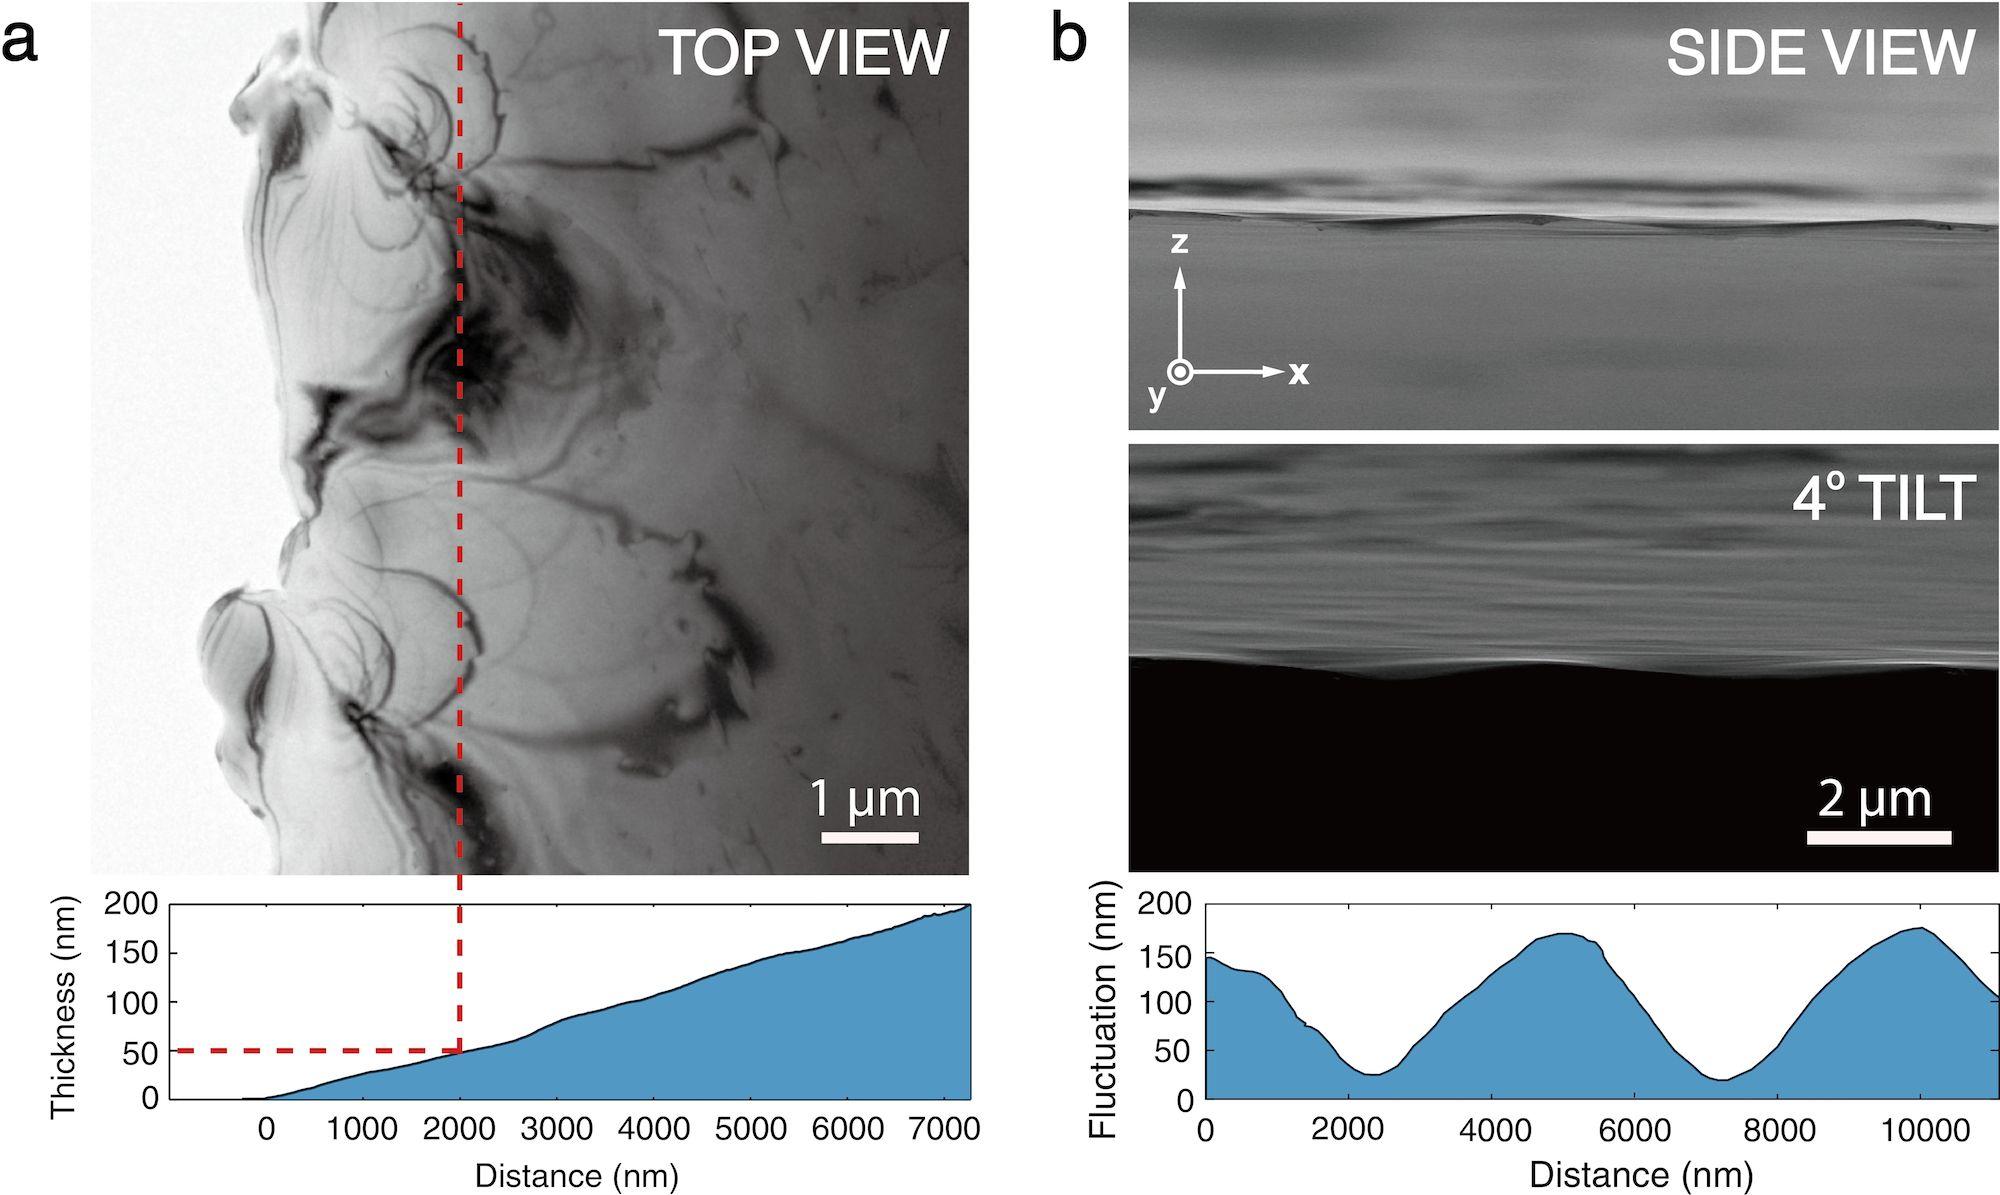 a
TOP VIEW
1 μm
Thickness (nm)
200
150
100
50
0
0 1000 2000 3000 4000 5000 6000 7000
Distance (nm)
b
SIDE VIEW
z
x
y
4° TILT
2 μm
Fluctuation (nm)
200
150
100
50
0
0 2000 4000 6000 8000 10000
Distance (nm)